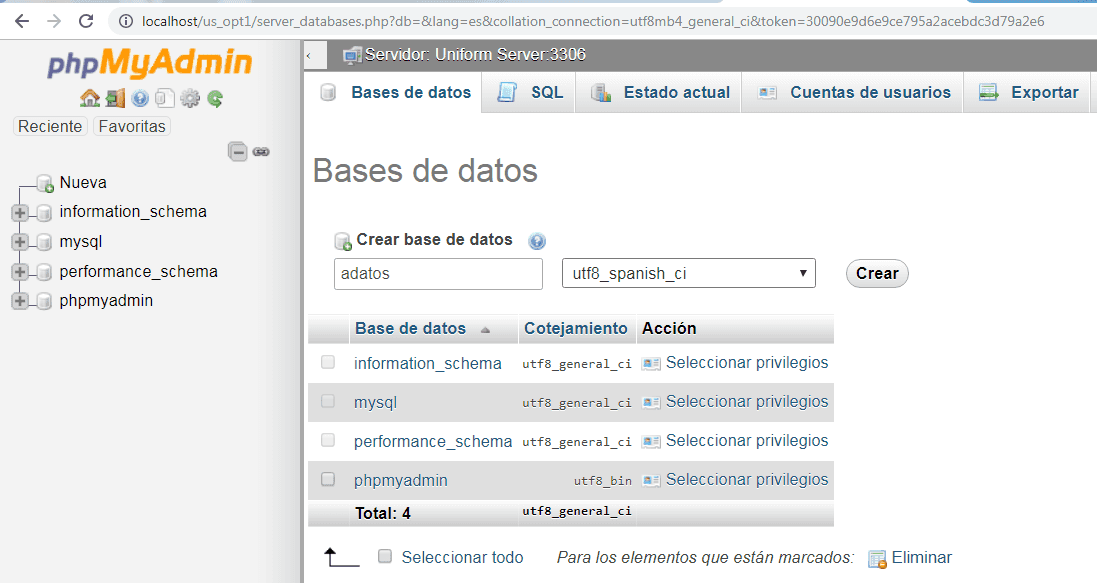 localhost/us_opt1/server_databases.php?db=&lang=es&collation_connection=utf8mb4_general_ci&token=30090e9d6e9ce795a2acebdc3d79a2e6
phpMyAdmin
Reciente Favoritas
Nueva
information_schema
mysql
performance_schema
phpmyadmin
Servidor: Uniform Server:3306
Bases de datos SQL Estado actual Cuentas de usuarios Exportar
Bases de datos
Crear base de datos
adatos utf8_spanish_ci Crear
Base de datos Cotejamiento Acción
information_schema utf8_general_ci Seleccionar privilegios
mysql utf8_general_ci Seleccionar privilegios
performance_schema utf8_general_ci Seleccionar privilegios
phpmyadmin utf8_bin Seleccionar privilegios
Total: 4 utf8_general_ci
Seleccionar todo Para los elementos que están marcados: Eliminar